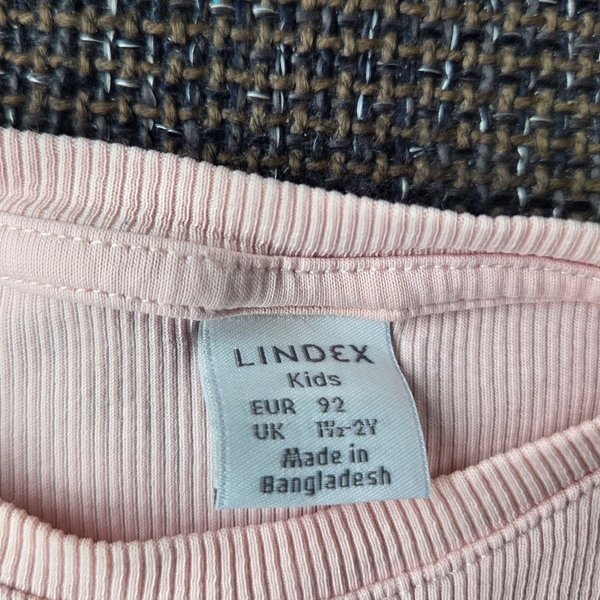 LINDEX
Kids
EUR 92
UK 1½-2Y
Made in
Bangladesh